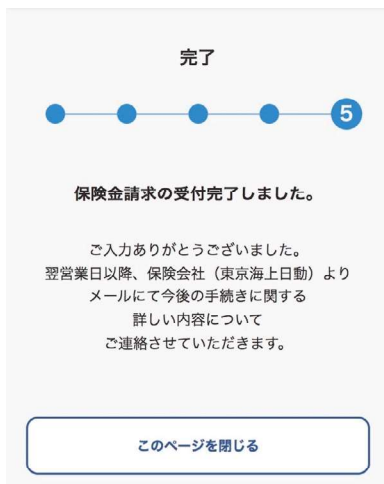 完了
5
保険金請求の受付完了しました。
ご入力ありがとうございました。
翌営業日以降、保険会社（東京海上日動）より
メールにて今後の手続きに関する
詳しい内容について
ご連絡させていただきます。
このページを閉じる